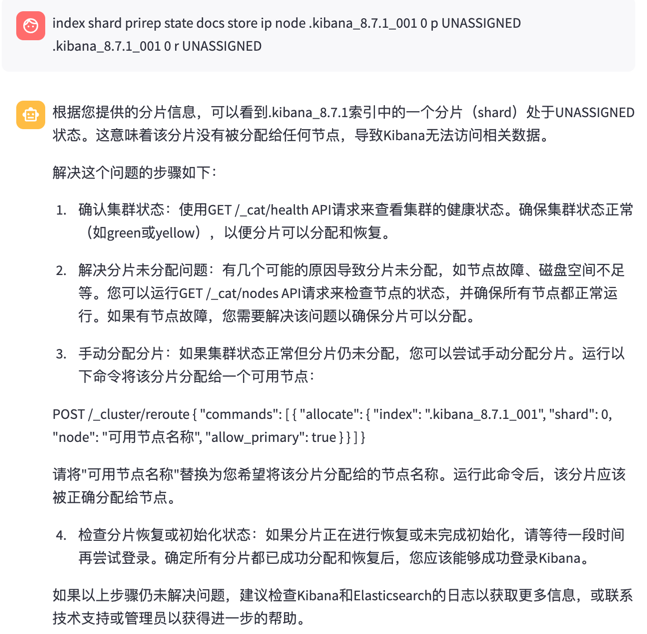 index shard prirep state docs store ip node .kibana_8.7.1_001 0 p UNASSIGNED
.kibana_8.7.1_001 0 r UNASSIGNED
根据您提供的分片信息，可以看到.kibana_8.7.1索引中的一个分片（shard）处于UNASSIGNED
状态。这意味着该分片没有被分配给任何节点，导致Kibana无法访问相关数据。
解决这个问题的步骤如下：
1. 确认集群状态：使用GET /_cat/health API请求来查看集群的健康状态。确保集群状态正常
（如green或yellow），以便分片可以分配和恢复。
2. 解决分片未分配问题：有几个可能的原因导致分片未分配，如节点故障、磁盘空间不足
等。您可以运行GET /_cat/nodes API请求来检查节点的状态，并确保所有节点都正常运
行。如果有节点故障，您需要解决该问题以确保分片可以分配。
3. 手动分配分片：如果集群状态正常但分片仍未分配，您可以尝试手动分配分片。运行以
下命令将该分片分配给一个可用节点：
POST /_cluster/reroute { "commands": [ { "allocate": { "index": ".kibana_8.7.1_001", "shard": 0,
"node": "可用节点名称", "allow_primary": true } } ] }
请将"可用节点名称"替换为您希望将该分片分配给的节点名称。运行此命令后，该分片应该
被正确分配给节点。
4. 检查分片恢复或初始化状态：如果分片正在进行恢复或未完成初始化，请等待一段时间
再尝试登录。确定所有分片都已成功分配和恢复后，您应该能够成功登录Kibana。
如果以上步骤仍未解决问题，建议检查Kibana和Elasticsearch的日志以获取更多信息，或联系
技术支持或管理员以获得进一步的帮助。